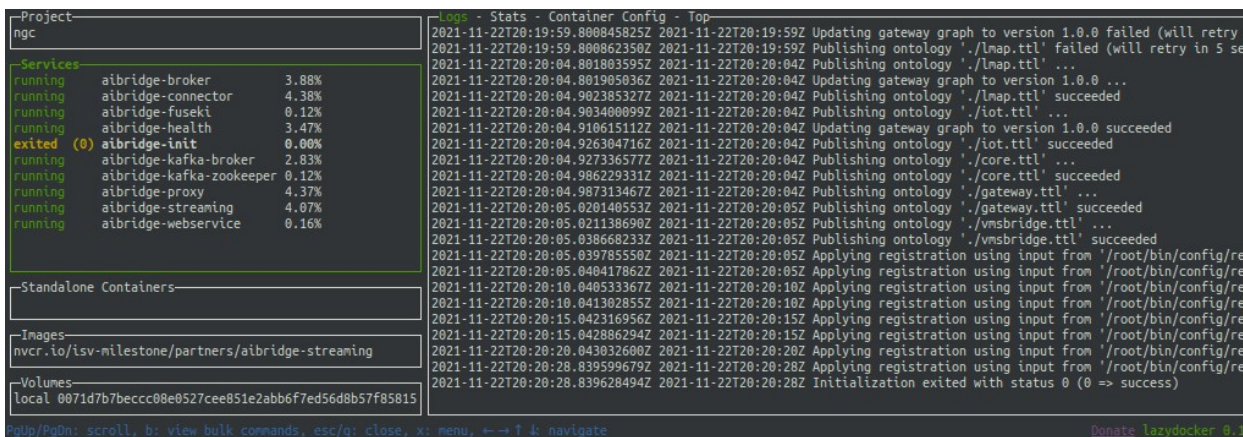 Project
ngc
Services
running aibridge-broker 3.88%
running aibridge-connector 4.38%
running aibridge-fuseki 0.12%
running aibridge-health 3.47%
exited (0) aibridge-init 0.00%
running aibridge-kafka-broker 2.83%
running aibridge-kafka-zookeeper 0.12%
running aibridge-proxy 4.37%
running aibridge-streaming 4.07%
running aibridge-webservice 0.16%
Standalone Containers
Images
nvcr.io/isv-milestone/partners/aibridge-streaming
Volumes
local 0071d7b7beccc08e0527cee851e2abb6f7ed56d8b57f85815
Logs - Stats - Container Config - Top
2021-11-22T20:19:59.800845825Z 2021-11-22T20:19:59Z Updating gateway graph to version 1.0.0 failed (will retry
2021-11-22T20:19:59.800862350Z 2021-11-22T20:19:59Z Publishing ontology './lmap.ttl' failed (will retry in 5 se
2021-11-22T20:20:04.801803595Z 2021-11-22T20:20:04Z Publishing ontology './lmap.ttl' ...
2021-11-22T20:20:04.801905036Z 2021-11-22T20:20:04Z Updating gateway graph to version 1.0.0 ...
2021-11-22T20:20:04.902385327Z 2021-11-22T20:20:04Z Publishing ontology './lmap.ttl' succeeded
2021-11-22T20:20:04.903400099Z 2021-11-22T20:20:04Z Publishing ontology './iot.ttl' ...
2021-11-22T20:20:04.910615112Z 2021-11-22T20:20:04Z Updating gateway graph to version 1.0.0 succeeded
2021-11-22T20:20:04.926304716Z 2021-11-22T20:20:04Z Publishing ontology './iot.ttl' succeeded
2021-11-22T20:20:04.927336577Z 2021-11-22T20:20:04Z Publishing ontology './core.ttl' ...
2021-11-22T20:20:04.986229331Z 2021-11-22T20:20:04Z Publishing ontology './core.ttl' succeeded
2021-11-22T20:20:04.987313467Z 2021-11-22T20:20:04Z Publishing ontology './gateway.ttl' ...
2021-11-22T20:20:05.020140553Z 2021-11-22T20:20:05Z Publishing ontology './gateway.ttl' succeeded
2021-11-22T20:20:05.021138690Z 2021-11-22T20:20:05Z Publishing ontology './vmsbridge.ttl' ...
2021-11-22T20:20:05.038668233Z 2021-11-22T20:20:05Z Publishing ontology './vmsbridge.ttl' succeeded
2021-11-22T20:20:05.039785550Z 2021-11-22T20:20:05Z Applying registration using input from '/root/bin/config/re
2021-11-22T20:20:05.040417862Z 2021-11-22T20:20:05Z Applying registration using input from '/root/bin/config/re
2021-11-22T20:20:10.040533367Z 2021-11-22T20:20:10Z Applying registration using input from '/root/bin/config/re
2021-11-22T20:20:10.041302855Z 2021-11-22T20:20:10Z Applying registration using input from '/root/bin/config/re
2021-11-22T20:20:15.042316956Z 2021-11-22T20:20:15Z Applying registration using input from '/root/bin/config/re
2021-11-22T20:20:15.042886294Z 2021-11-22T20:20:15Z Applying registration using input from '/root/bin/config/re
2021-11-22T20:20:20.043032600Z 2021-11-22T20:20:20Z Applying registration using input from '/root/bin/config/re
2021-11-22T20:20:28.839599679Z 2021-11-22T20:20:28Z Applying registration using input from '/root/bin/config/re
2021-11-22T20:20:28.839628494Z 2021-11-22T20:20:28Z Initialization exited with status 0 (0 => success)
PgUp/PgDn: scroll, b: view bulk commands, esc/q: close, x: menu, ← → ↑ ↓: navigate
Donate lazydocker 0.1